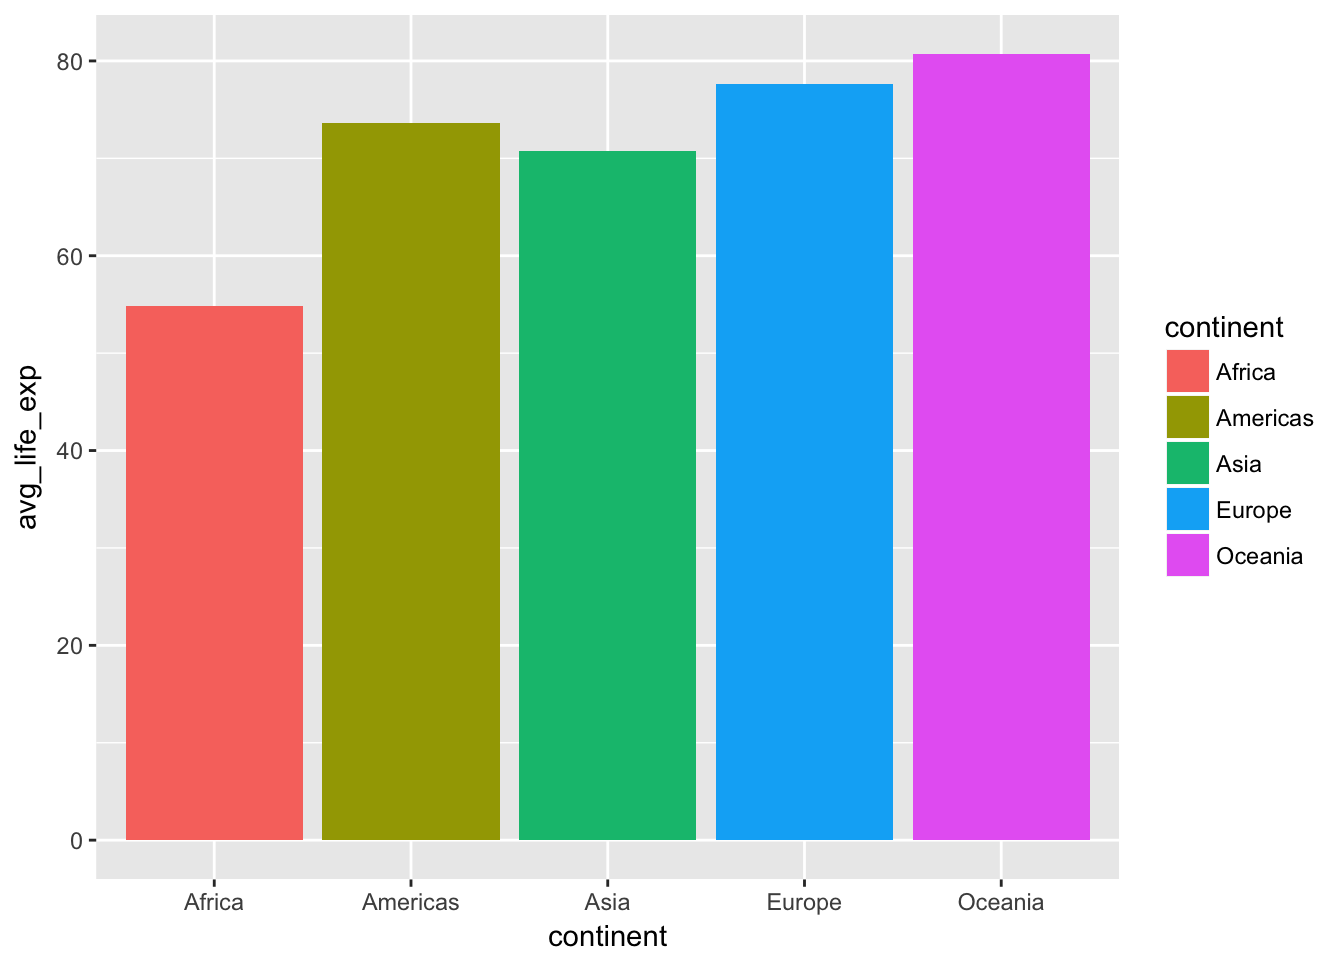 80
60
40
20
0
avg_life_exp
Africa Americas Asia Europe Oceania
continent
continent
Africa
Americas
Asia
Europe
Oceania